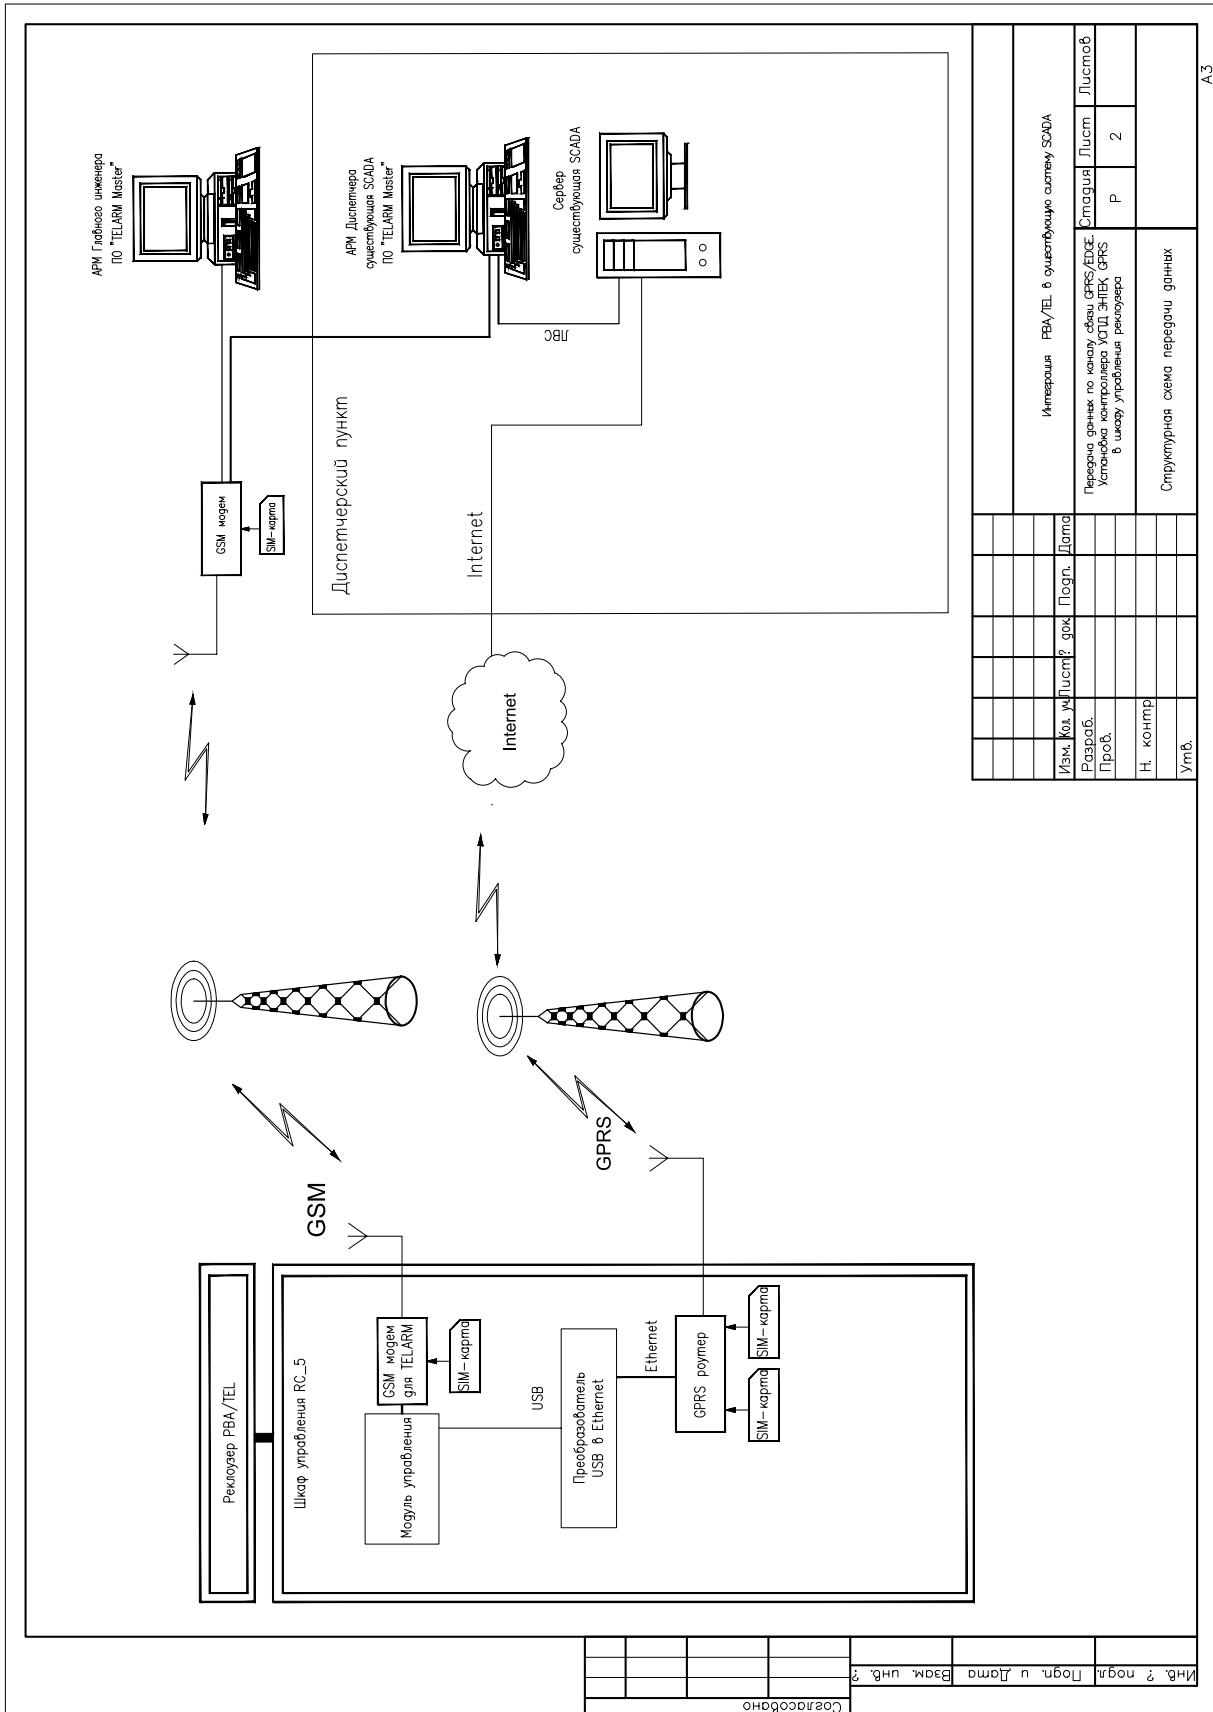 Реклоузер PBA/TEL
Шкаф управления RC_5
Модуль управления
GSM модем
для TELARM
SIM-карта
USB
Преобразователь
USB в Ethernet
Ethernet
GPRS роутер
SIM-карта
SIM-карта
GSM
GPRS
Internet
Internet
GSM модем
SIM-карта
АРМ Главного инженера
ПО "TELARM Master"
Диспетчерский пункт
АРМ Диспетчера
существующая SCADA
ПО "TELARM Master"
ЛВС
Сервер
существующая SCADA
Интеграция PBA/TEL в существующую систему SCADA
Изм. Кол. уч Лист ? док. Подп. Дата
Разраб.
Пров.
Н. контр
Утв.
Передача данных по каналу связи GPRS/EDGE.
Установка контроллера УСПД ЭНТЕК GPRS
в шкафу управления реклоузера
Стадия Лист Листов
Р 2
Структурная схема передачи данных
А3
Согласовано
Взам. инв. ?
Подп. и Дата
Инв. ? подл.